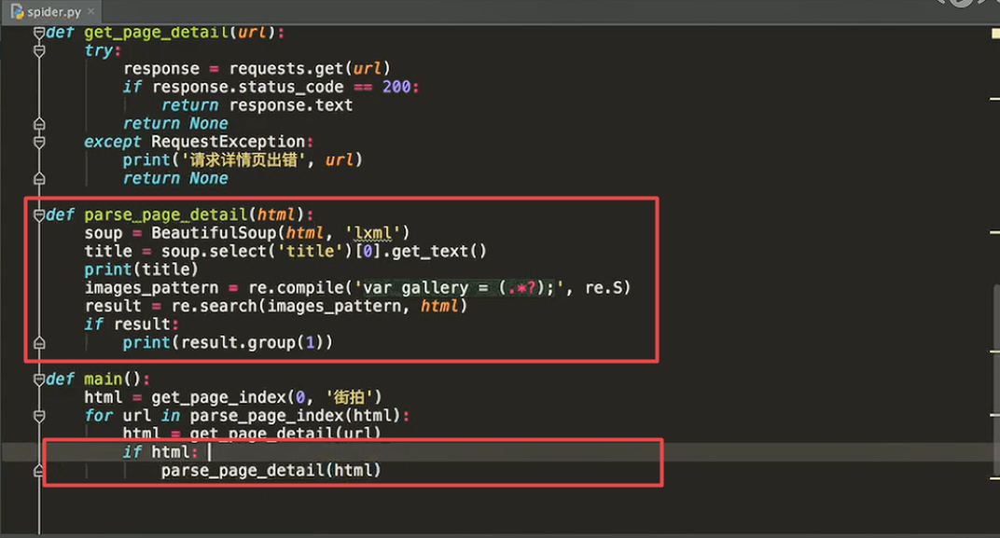 spider.py ×
def get_page_detail(url):
    try:
        response = requests.get(url)
        if response.status_code == 200:
            return response.text
        return None
    except RequestException:
        print('请求详情页出错', url)
        return None
def parse_page_detail(html):
    soup = BeautifulSoup(html, 'lxml')
    title = soup.select('title')[0].get_text()
    print(title)
    images_pattern = re.compile('var gallery = (.*?);', re.S)
    result = re.search(images_pattern, html)
    if result:
        print(result.group(1))
def main():
    html = get_page_index(0, '街拍')
    for url in parse_page_index(html):
        html = get_page_detail(url)
        if html:
            parse_page_detail(html)